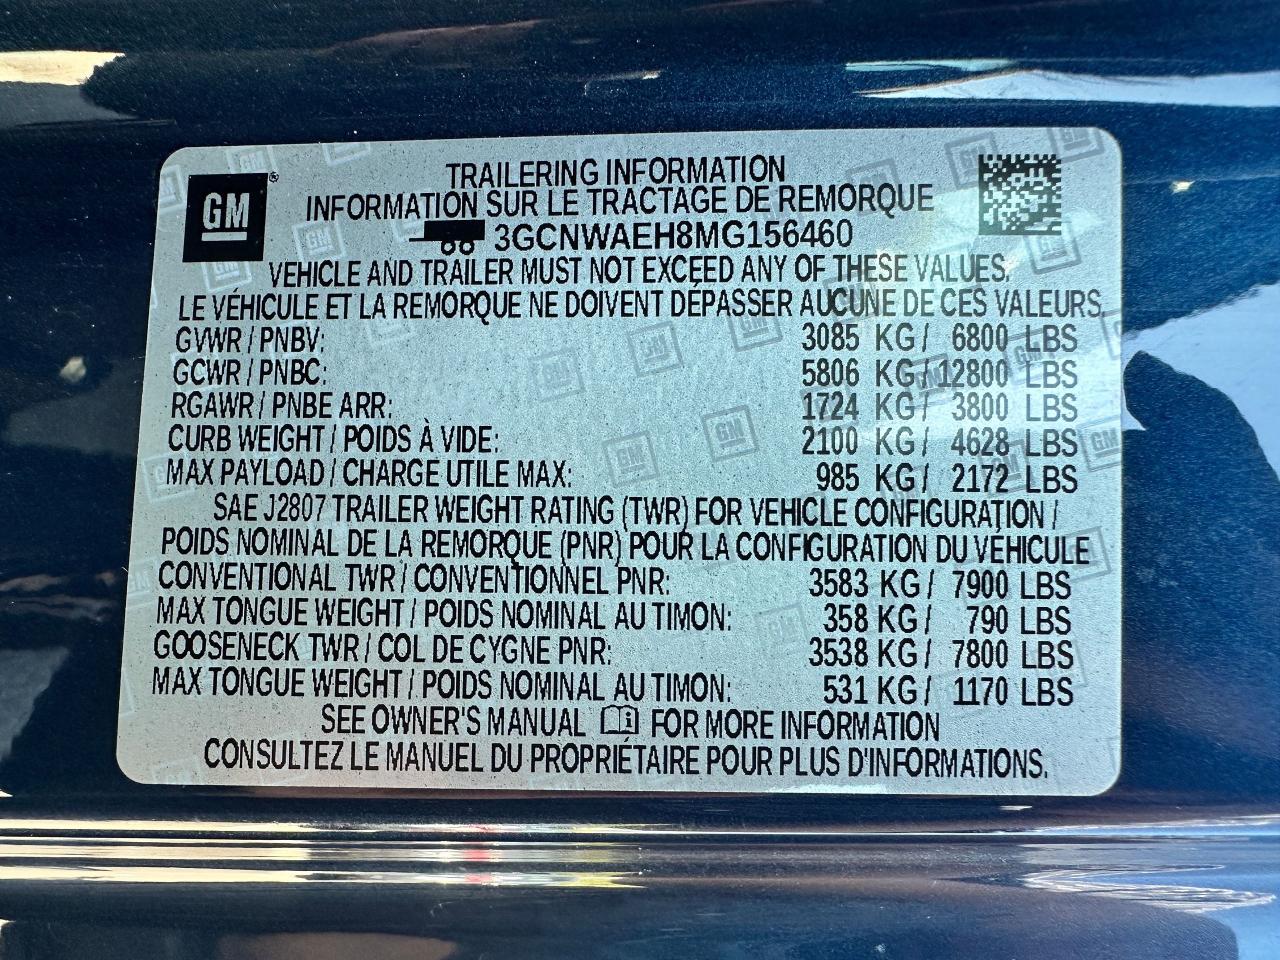 GM®
TRAILERING INFORMATION
INFORMATION SUR LE TRACTAGE DE REMORQUE
3GCNWAEH8MG156460
VEHICLE AND TRAILER MUST NOT EXCEED ANY OF THESE VALUES.
LE VÉHICULE ET LA REMORQUE NE DOIVENT DÉPASSER AUCUNE DE CES VALEURS.
GVWR / PNBV: 3085 KG / 6800 LBS
GCWR / PNBC: 5806 KG / 12800 LBS
RGAWR / PNBE ARR: 1724 KG / 3800 LBS
CURB WEIGHT / POIDS À VIDE: 2100 KG / 4628 LBS
MAX PAYLOAD / CHARGE UTILE MAX: 985 KG / 2172 LBS
SAE J2807 TRAILER WEIGHT RATING (TWR) FOR VEHICLE CONFIGURATION /
POIDS NOMINAL DE LA REMORQUE (PNR) POUR LA CONFIGURATION DU VÉHICULE
CONVENTIONAL TWR / CONVENTIONNEL PNR: 3583 KG / 7900 LBS
MAX TONGUE WEIGHT / POIDS NOMINAL AU TIMON: 358 KG / 790 LBS
GOOSENECK TWR / COL DE CYGNE PNR: 3538 KG / 7800 LBS
MAX TONGUE WEIGHT / POIDS NOMINAL AU TIMON: 531 KG / 1170 LBS
SEE OWNER'S MANUAL i FOR MORE INFORMATION
CONSULTEZ LE MANUEL DU PROPRIÉTAIRE POUR PLUS D'INFORMATIONS.